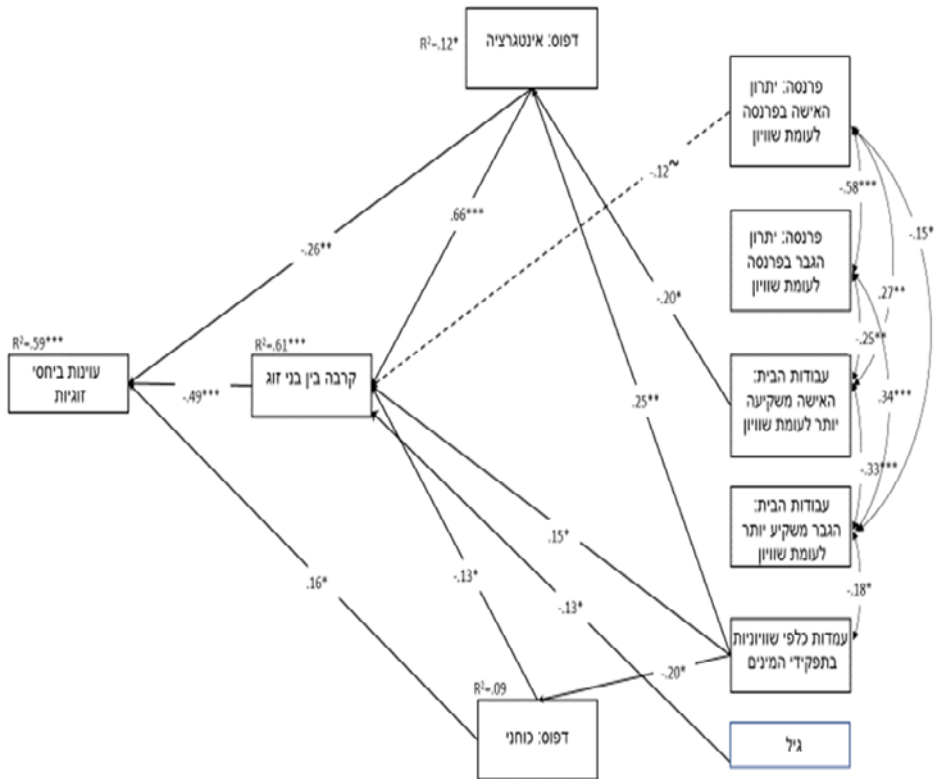 דפוס: אינטגרציה
R²=.12*
פרנסה: יתרון
האישה בפרנסה
לעומת שוויון
-.12~
-.58***
.66***
-.15*
פרנסה: יתרון
הגבר בפרנסה
לעומת שוויון
-.26**
.27**
-.20*
-.25**
R²=.59***
R²=.61***
עוינות ביחסי
זוגיות
-.49***
קרבה בין בני זוג
עבודות הבית:
האישה משקיעה
יותר לעומת שוויון
.25**
.34***
-.33***
עבודות הבית:
הגבר משקיע יותר
לעומת שוויון
.15*
.16*
-.13*
-.13*
-.18*
עמדות כלפי שוויוניות
בתפקידי המינים
-.20*
R²=.09
דפוס: כוחני
גיל